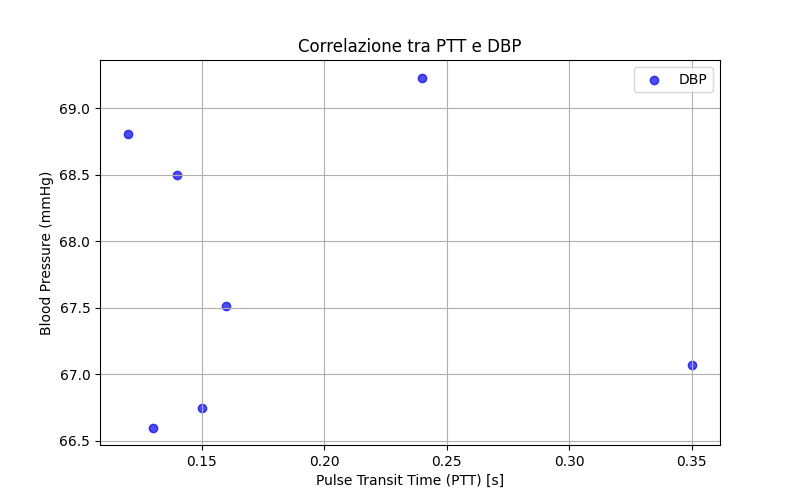 Correlazione tra PTT e DBP
DBP
Blood Pressure (mmHg)
69.0
68.5
68.0
67.5
67.0
66.5
0.15 0.20 0.25 0.30 0.35
Pulse Transit Time (PTT) [s]